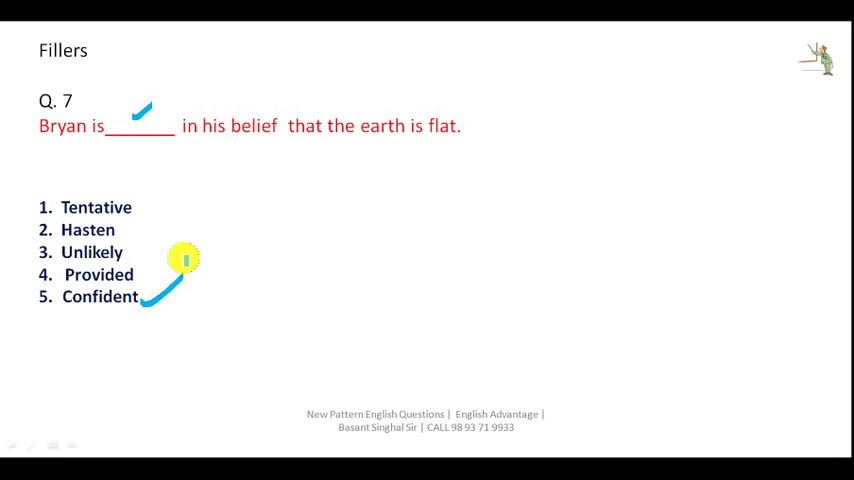 Fillers
Q. 7
Bryan is_______ in his belief that the earth is flat.
1. Tentative
2. Hasten
3. Unlikely
4. Provided
5. Confident
New Pattern English Questions | English Advantage |
Basant Singhal Sir | CALL 98 93 71 9933